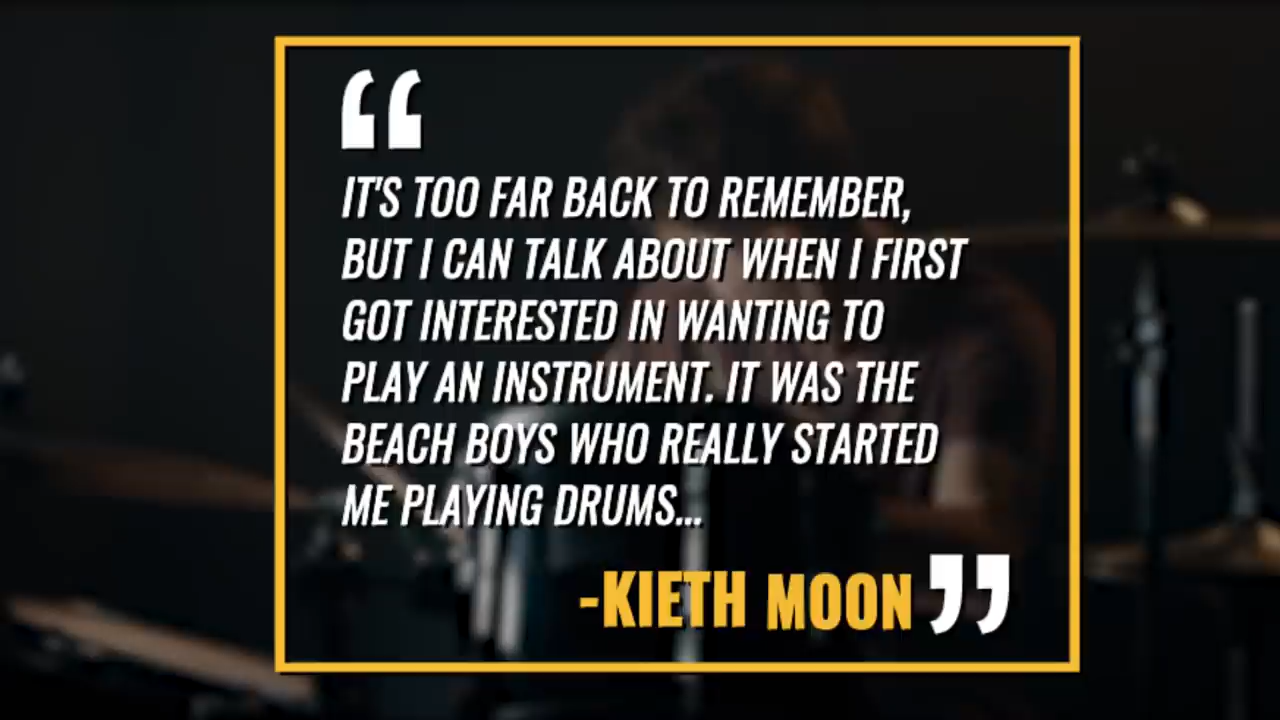 “
IT'S TOO FAR BACK TO REMEMBER,
BUT I CAN TALK ABOUT WHEN I FIRST
GOT INTERESTED IN WANTING TO
PLAY AN INSTRUMENT. IT WAS THE
BEACH BOYS WHO REALLY STARTED
ME PLAYING DRUMS...
-KIETH MOON ”